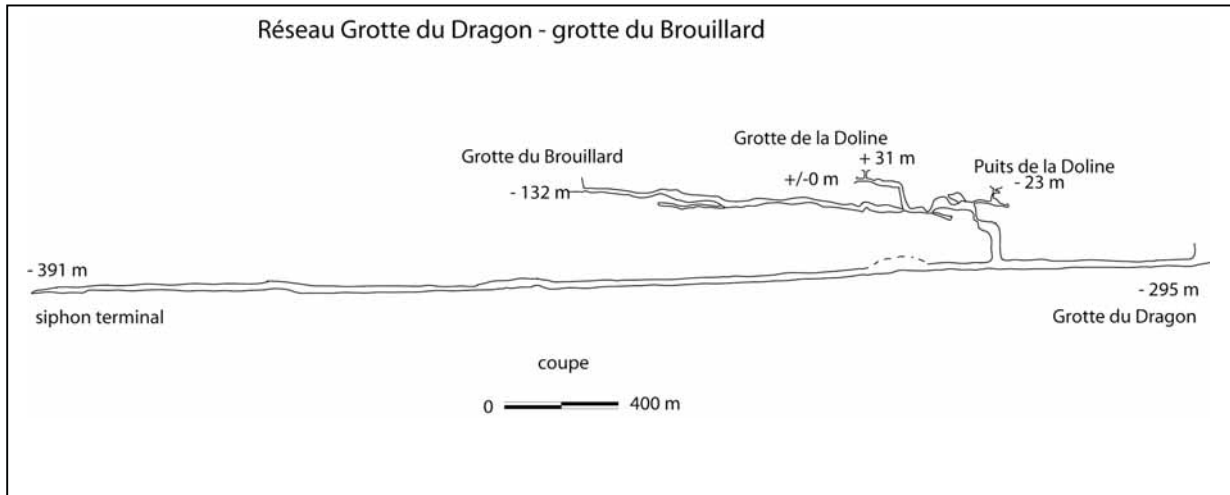 Réseau Grotte du Dragon - grotte du Brouillard
Grotte de la Doline
+ 31 m
Grotte du Brouillard
+/-0 m
Puits de la Doline
- 23 m
- 132 m
- 391 m
siphon terminal
- 295 m
Grotte du Dragon
coupe
0 400 m